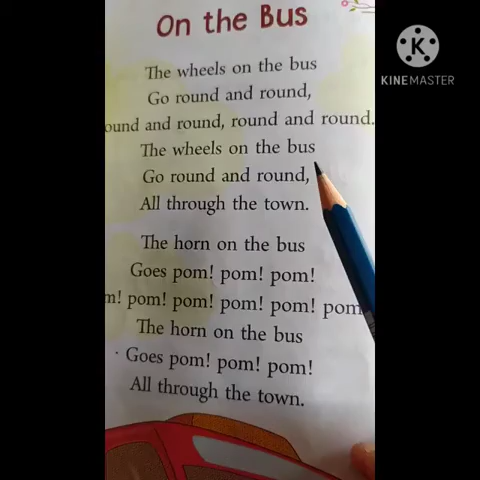 On the Bus
K
KINEMASTER
The wheels on the bus
Go round and round,
ound and round, round and round.
The wheels on the bus
Go round and round,
All through the town.
The horn on the bus
Goes pom! pom! pom!
m! pom! pom! pom! pom! pom
The horn on the bus
Goes pom! pom! pom!
All through the town.